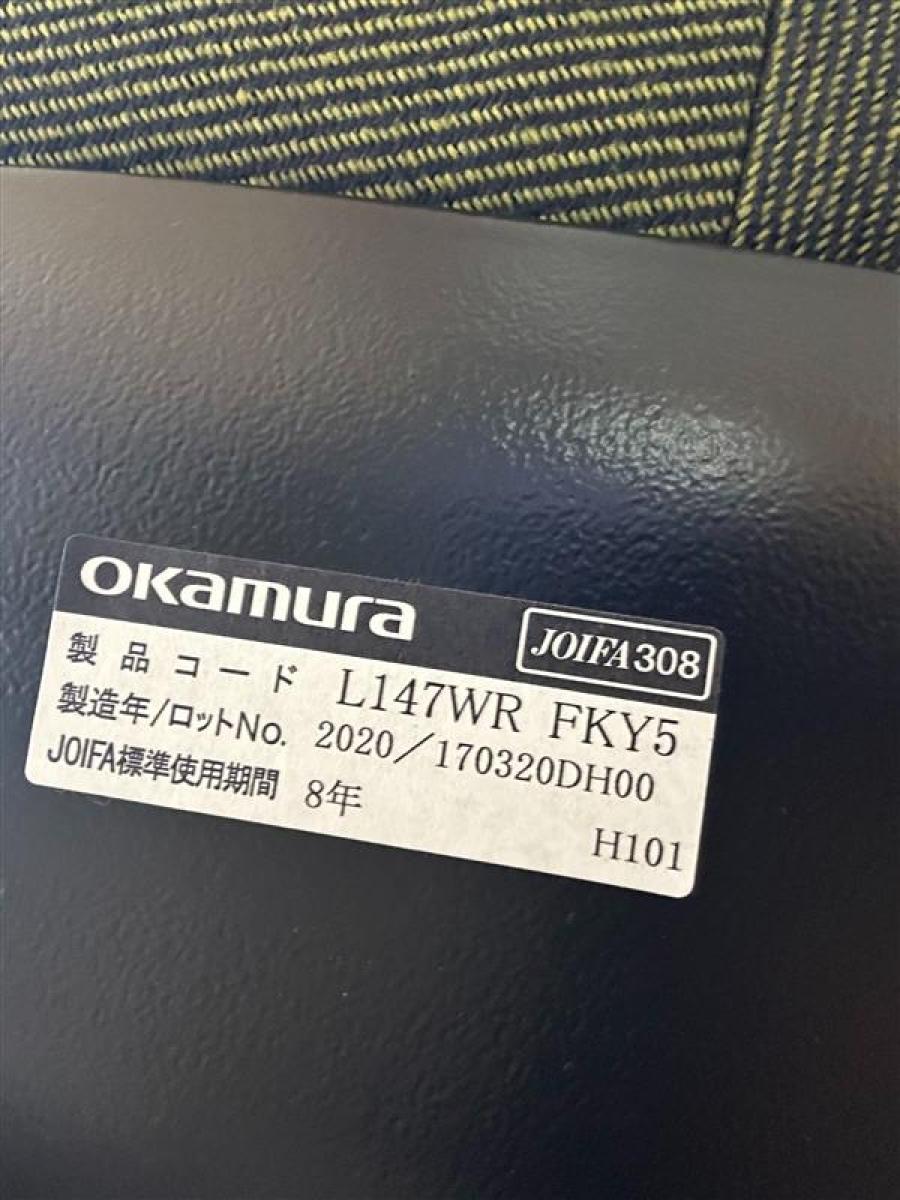 okamura
JOIFA308
製品コード L147WR FKY5
製造年/ロットNo. 2020/170320DH00
JOIFA標準使用期間 8年
H101